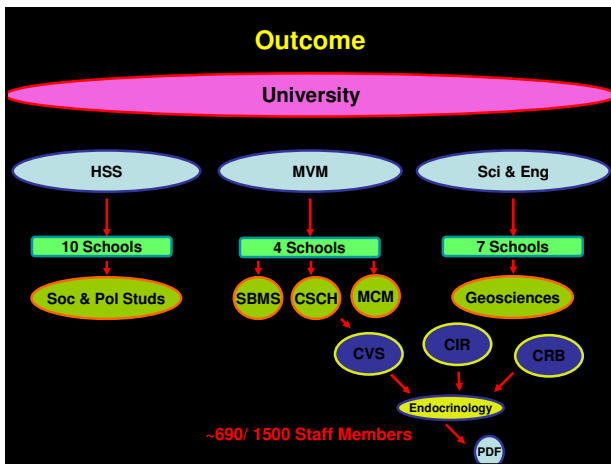 Outcome
University
HSS
MVM
Sci & Eng
10 Schools
4 Schools
7 Schools
Soc & Pol Studs
SBMS
CSCH
MCM
Geosciences
CVS
CIR
CRB
Endocrinology
~690/ 1500 Staff Members
PDF